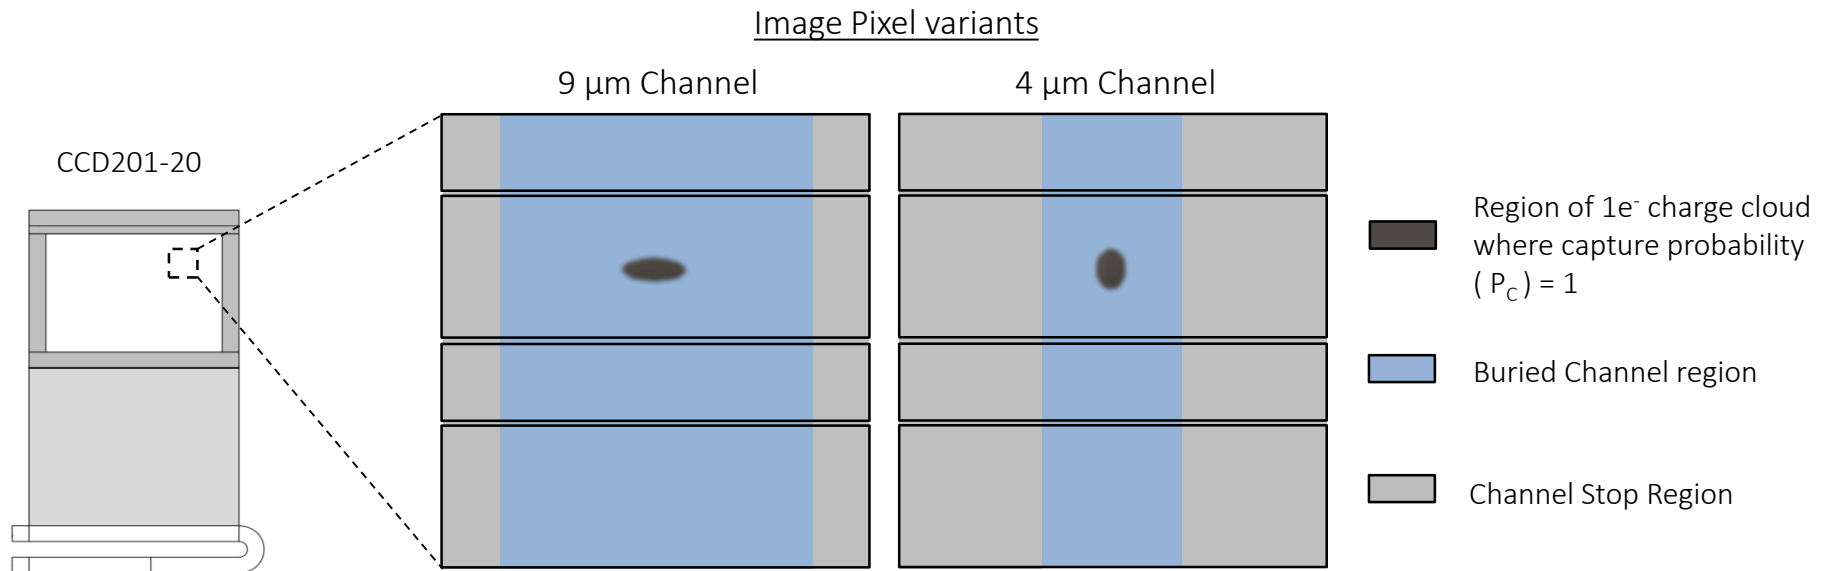 Image Pixel variants
9 μm Channel
4 μm Channel
CCD201-20
Region of 1e⁻ charge cloud
where capture probability
( P_C ) = 1
Buried Channel region
Channel Stop Region